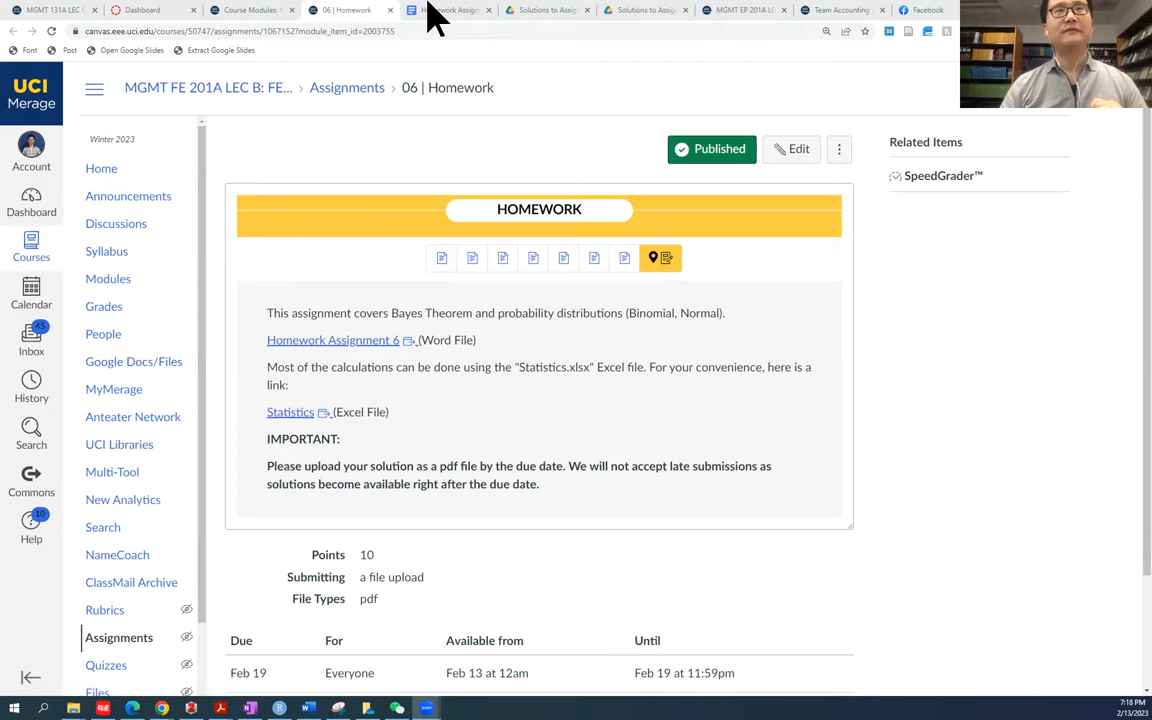 MGMT 131A LEC
Dashboard
Course Modules: M
06 | Homework
Homework Assign
Solutions to Assig
Solutions to Assig
MGMT EP 201A LE
Team Accounting
Facebook
canvas.eee.uci.edu/courses/50747/assignments/1067152?module_item_id=2003755
Font
Post
Open Google Slides
Extract Google Slides
UCI
Merage
MGMT FE 201A LEC B: FE... › Assignments › 06 | Homework
Account
Dashboard
Courses
Calendar
45
Inbox
History
Search
Commons
10
Help
Winter 2023
Home
Announcements
Discussions
Syllabus
Modules
Grades
People
Google Docs/Files
MyMerage
Anteater Network
UCI Libraries
Multi-Tool
New Analytics
Search
NameCoach
ClassMail Archive
Rubrics
Assignments
Quizzes
Files
Published
Edit
HOMEWORK
This assignment covers Bayes Theorem and probability distributions (Binomial, Normal).
Homework Assignment 6 (Word File)
Most of the calculations can be done using the "Statistics.xlsx" Excel file. For your convenience, here is a
link:
Statistics (Excel File)
IMPORTANT:
Please upload your solution as a pdf file by the due date. We will not accept late submissions as
solutions become available right after the due date.
Points 10
Submitting a file upload
File Types pdf
Due For Available from Until
Feb 19 Everyone Feb 13 at 12am Feb 19 at 11:59pm
Related Items
SpeedGrader™
7:18 PM
2/13/2023